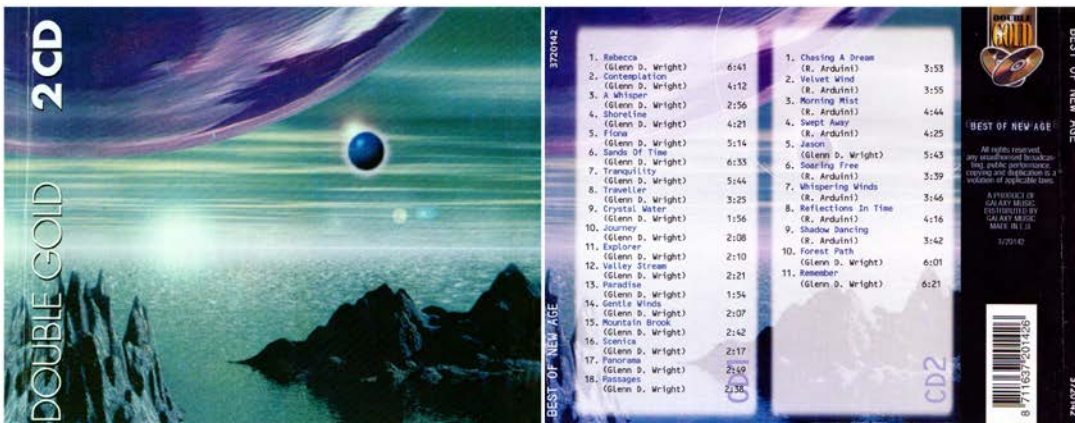 DOUBLE GOLD 2 CD
3720142
BEST OF NEW AGE
1. Rebecca
(Glenn D. Wright) 6:41
2. Contemplation
(Glenn D. Wright) 4:12
3. A Whisper
(Glenn D. Wright) 2:56
4. Shoreline
(Glenn D. Wright) 4:21
5. Fiona
(Glenn D. Wright) 5:14
6. Sands Of Time
(Glenn D. Wright) 6:33
7. Tranquility
(Glenn D. Wright) 5:44
8. Traveller
(Glenn D. Wright) 3:25
9. Crystal Water
(Glenn D. Wright) 1:56
10. Journey
(Glenn D. Wright) 2:08
11. Explorer
(Glenn D. Wright) 2:10
12. Valley Stream
(Glenn D. Wright) 2:21
13. Paradise
(Glenn D. Wright) 1:54
14. Gentle Winds
(Glenn D. Wright) 2:07
15. Mountain Brook
(Glenn D. Wright) 2:42
16. Scenica
(Glenn D. Wright) 2:17
17. Panorama
(Glenn D. Wright) 2:49
18. Passages
(Glenn D. Wright) 2:38
CD1
1. Chasing A Dream
(R. Arduini) 3:53
2. Velvet Wind
(R. Arduini) 3:55
3. Morning Mist
(R. Arduini) 4:44
4. Swept Away
(R. Arduini) 4:25
5. Jason
(Glenn D. Wright) 5:43
6. Soaring Free
(R. Arduini) 3:39
7. Whispering Winds
(R. Arduini) 3:46
8. Reflections In Time
(R. Arduini) 4:16
9. Shadow Dancing
(R. Arduini) 3:42
10. Forest Path
(Glenn D. Wright) 6:01
11. Remember
(Glenn D. Wright) 6:21
CD2
DOUBLE
GOLD
BEST OF NEW AGE
All rights reserved,
any unauthorised broadcas-
ting, public performance,
copying and duplication is a
violation of applicable laws.
A PRODUCT OF
GALAXY MUSIC
DISTRIBUTED BY
GALAXY MUSIC
MADE IN E.U.
3720142
8 711637 201426
BEST OF NEW AGE
3720142